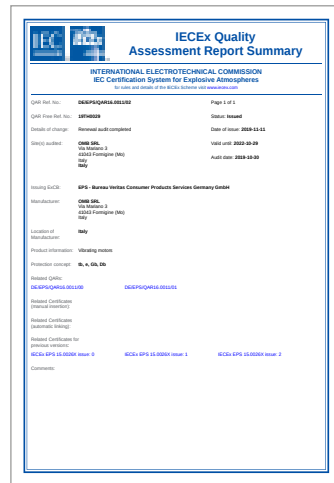 IEC IECEx
IECEx Quality
Assessment Report Summary
INTERNATIONAL ELECTROTECHNICAL COMMISSION
IEC Certification System for Explosive Atmospheres
for rules and details of the IECEx Scheme visit www.iecex.com
QAR Ref. No.: DE/EPS/QAR16.0011/02 Page 1 of 1
QAR Free Ref. No.: 19TH0029 Status: Issued
Details of change: Renewal audit completed Date of issue: 2019-11-11
Site(s) audited: OMB SRL Valid until: 2022-10-29
Via Mariano 3
41043 Formigine (Mo) Audit date: 2019-10-30
Italy
Italy
Issuing ExCB: EPS - Bureau Veritas Consumer Products Services Germany GmbH
Manufacturer: OMB SRL
Via Mariano 3
41043 Formigine (Mo)
Italy
Italy
Location of Italy
Manufacturer:
Product information: Vibrating motors
Protection concept: tb, e, Gb, Db
Related QARs:
DE/EPS/QAR16.0011/00 DE/EPS/QAR16.0011/01
Related Certificates
(manual insertion):
Related Certificates
(automatic linking):
Related Certificates for
previous versions:
IECEx EPS 15.0026X issue: 0 IECEx EPS 15.0026X issue: 1 IECEx EPS 15.0026X issue: 2
Comments: